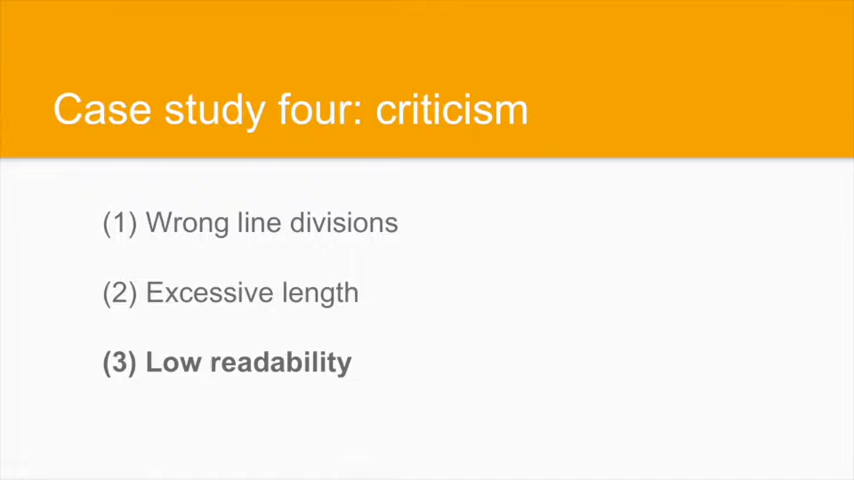 Case study four: criticism
(1) Wrong line divisions
(2) Excessive length
(3) Low readability